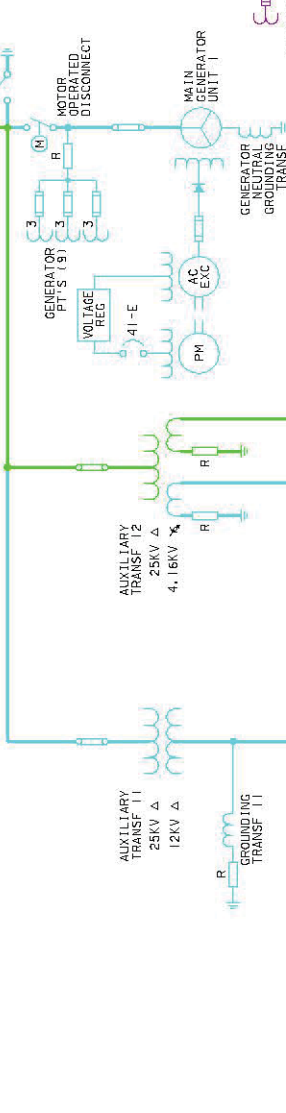 MOTOR
OPERATED
DISCONNECT
M
R
3
3
3
GENERATOR
PT'S (9)
MAIN
GENERATOR
UNIT 1
GENERATOR
NEUTRAL
GROUNDING
TRANSF
VOLTAGE
REG
41-E
AC
EXC
PM
AUXILIARY
TRANSF 12
25KV Δ
4.16KV
R
R
AUXILIARY
TRANSF 11
25KV Δ
12KV Δ
R
GROUNDING
TRANSF 11